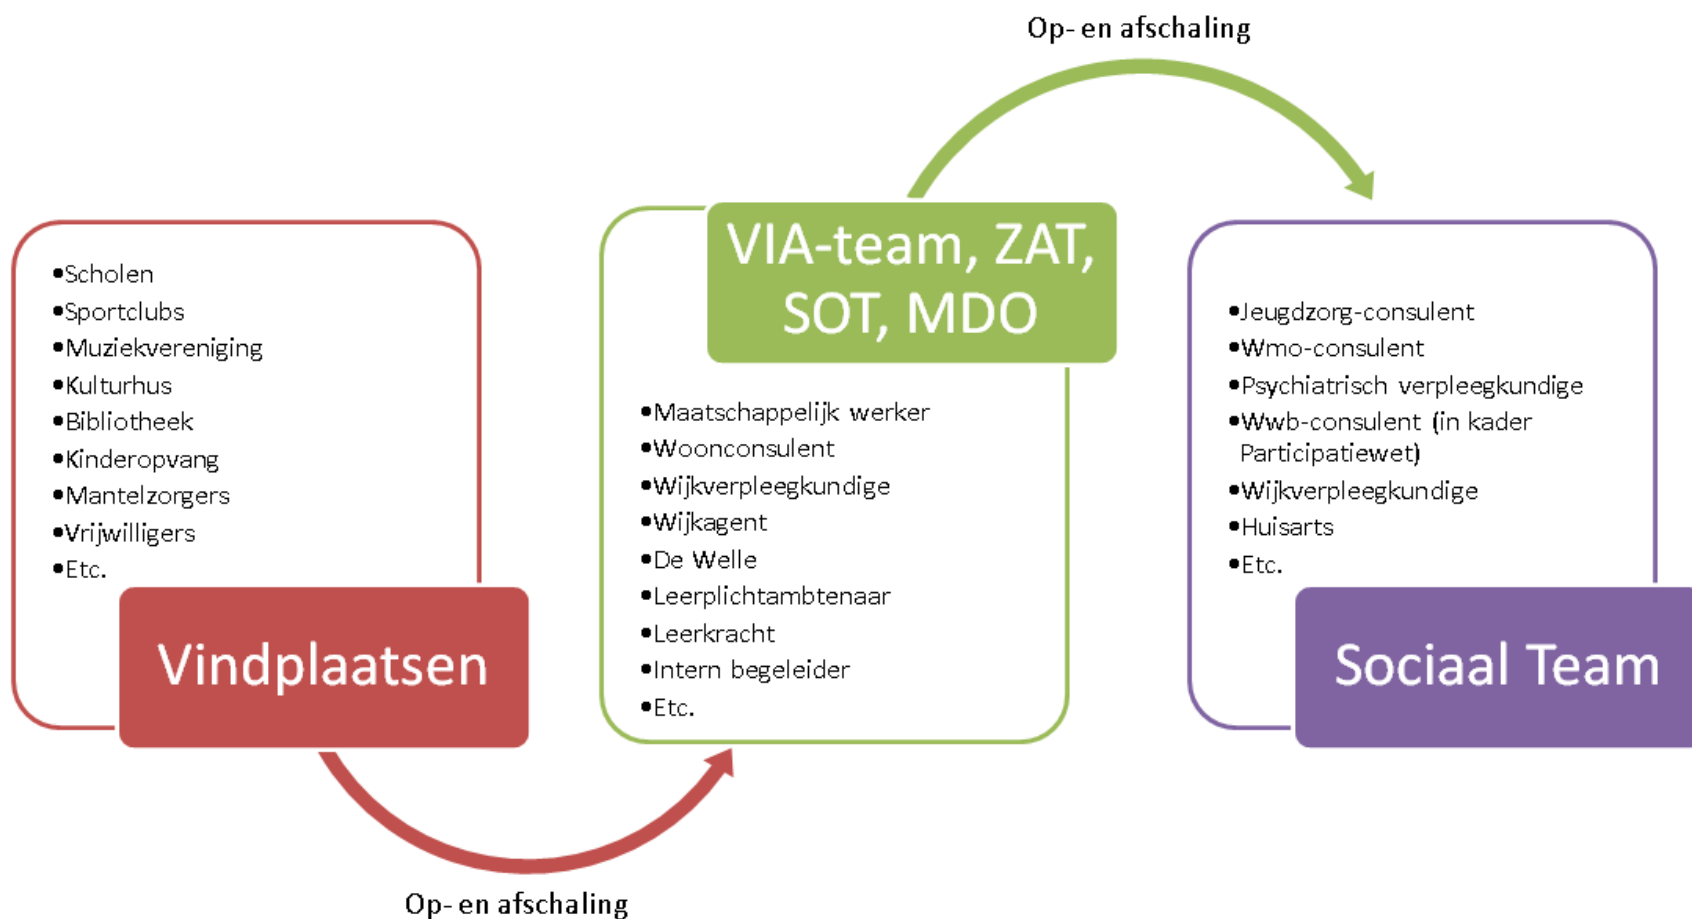 Op- en afschaling
•Scholen
•Sportclubs
•Muziekvereniging
•Kulturhus
•Bibliotheek
•Kinderopvang
•Mantelzorgers
•Vrijwilligers
•Etc.
Vindplaatsen
Op- en afschaling
VIA-team, ZAT,
SOT, MDO
•Maatschappelijk werker
•Woonconsulent
•Wijkverpleegkundige
•Wijkagent
•De Welle
•Leerplichtambtenaar
•Leerkracht
•Intern begeleider
•Etc.
•Jeugdzorg-consulent
•Wmo-consulent
•Psychiatrisch verpleegkundige
•Wwb-consulent (in kader
Participatiewet)
•Wijkverpleegkundige
•Huisarts
•Etc.
Sociaal Team